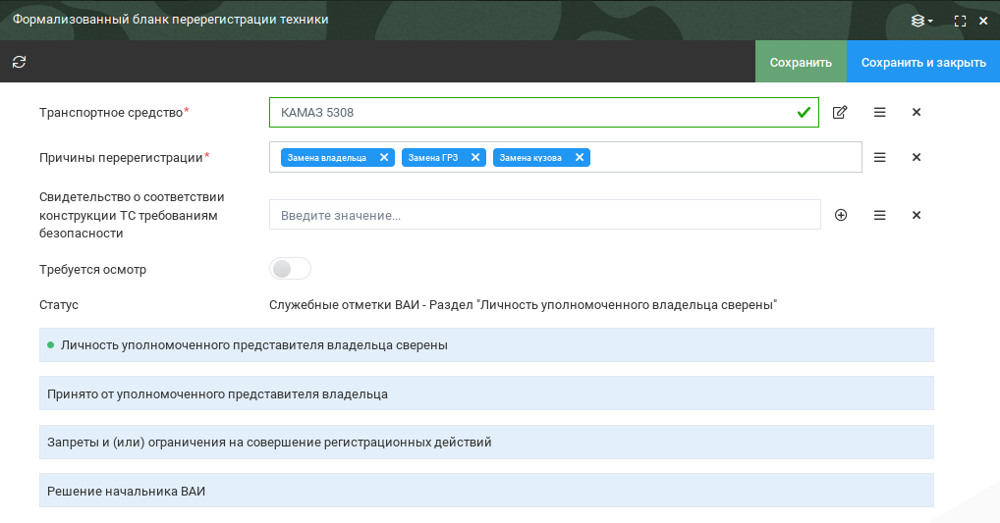 Формализованный бланк перерегистрации техники
Сохранить
Сохранить и закрыть
Транспортное средство*
КАМАЗ 5308
Причины перерегистрации*
Замена владельца
Замена ГРЗ
Замена кузова
Свидетельство о соответствии
конструкции ТС требованиям
безопасности
Введите значение...
Требуется осмотр
Статус
Служебные отметки ВАИ - Раздел "Личность уполномоченного владельца сверены"
Личность уполномоченного представителя владельца сверены
Принято от уполномоченного представителя владельца
Запреты и (или) ограничения на совершение регистрационных действий
Решение начальника ВАИ